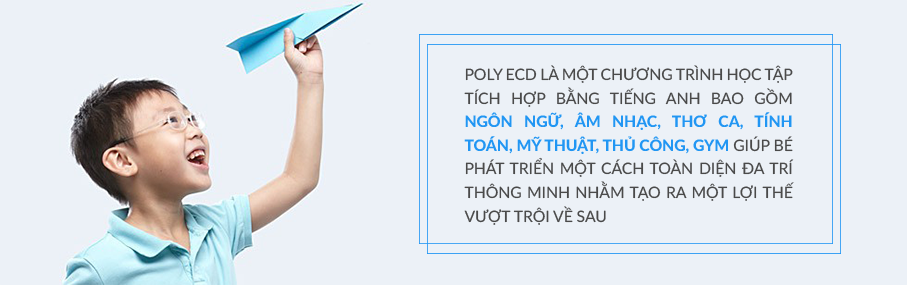 POLY ECD LÀ MỘT CHƯƠNG TRÌNH HỌC TẬP
TÍCH HỢP BẰNG TIẾNG ANH BAO GỒM
NGÔN NGỮ, ÂM NHẠC, THƠ CA, TÍNH
TOÁN, MỸ THUẬT, THỦ CÔNG, GYM GIÚP BÉ
PHÁT TRIỂN MỘT CÁCH TOÀN DIỆN ĐA TRÍ
THÔNG MINH NHẰM TẠO RA MỘT LỢI THẾ
VƯỢT TRỘI VỀ SAU